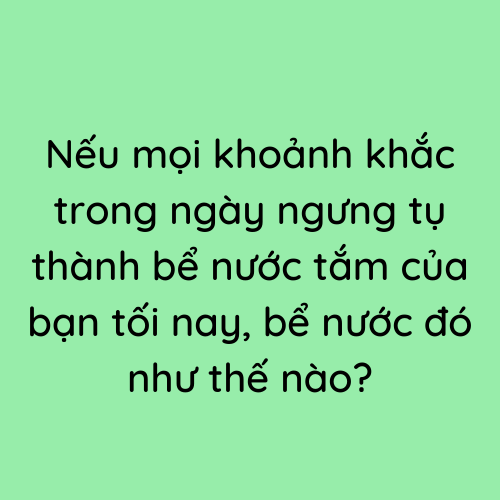 Nếu mọi khoảnh khắc
trong ngày ngưng tụ
thành bể nước tắm của
bạn tối nay, bể nước đó
như thế nào?